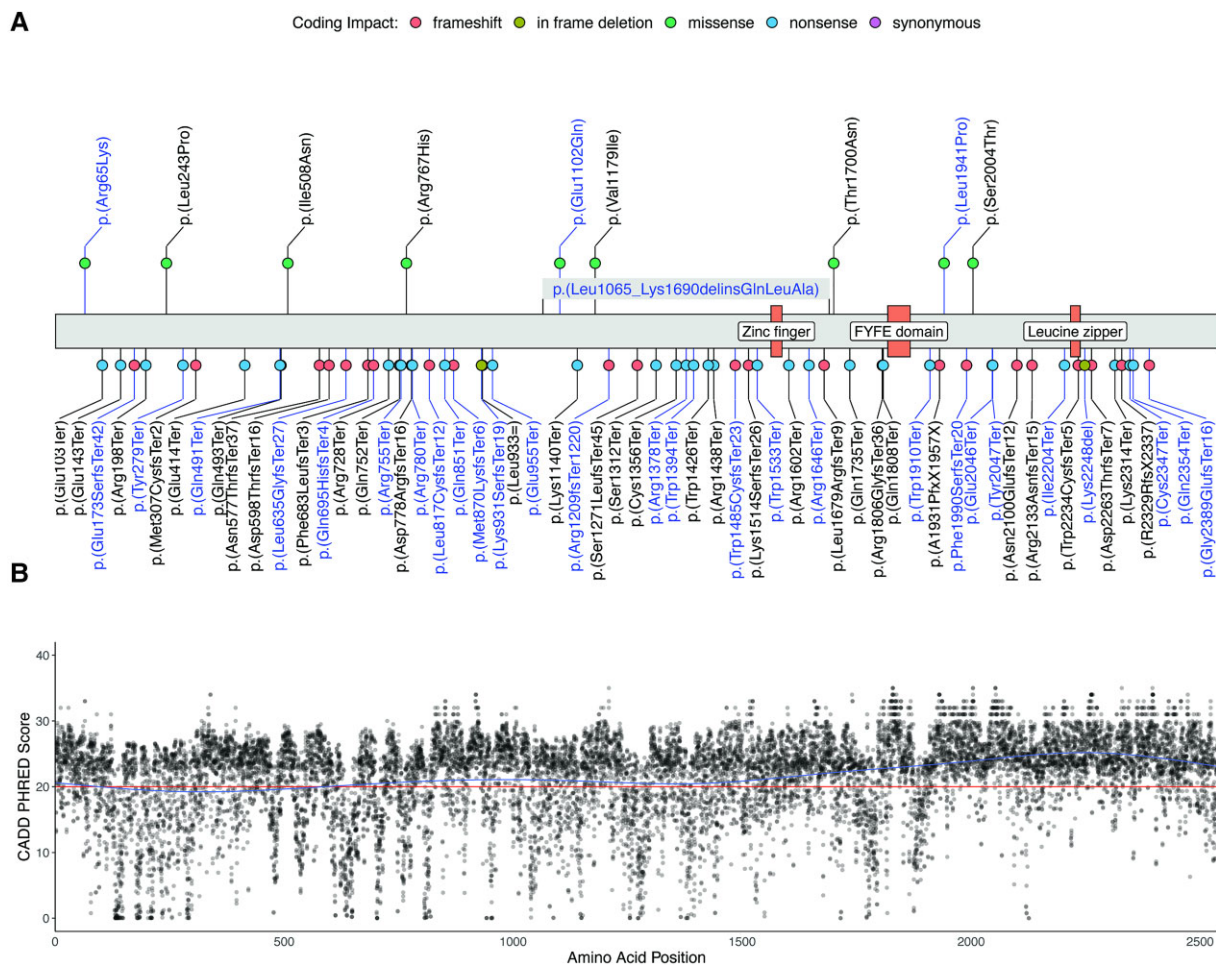 A
Coding Impact: frameshift in frame deletion missense nonsense synonymous
p.(Arg65Lys)
p.(Leu243Pro)
p.(Ile508Asn)
p.(Arg767His)
p.(Glu1102Gln)
p.(Val1179Ile)
p.(Thr1700Asn)
p.(Leu1941Pro)
p.(Ser2004Thr)
p.(Leu1065_Lys1690delinsGlnLeuAla)
Zinc finger
FYFE domain
Leucine zipper
p.(Glu103Ter)
p.(Glu143Ter)
p.(Glu173SerfsTer42)
p.(Arg198Ter)
p.(Tyr279Ter)
p.(Met307CysfsTer2)
p.(Glu414Ter)
p.(Gln491Ter)
p.(Gln493Ter)
p.(Asn577ThrfsTer37)
p.(Asp598ThrfsTer16)
p.(Leu635GlyfsTer27)
p.(Phe683LeufsTer3)
p.(Gln695HisfsTer4)
p.(Arg728Ter)
p.(Gln752Ter)
p.(Arg755Ter)
p.(Asp778ArgfsTer16)
p.(Arg780Ter)
p.(Leu817CysfsTer12)
p.(Gln851Ter)
p.(Met870LysfsTer6)
p.(Lys931SerfsTer19)
p.(Leu933=)
p.(Glu955Ter)
p.(Lys1140Ter)
p.(Arg1209fsTer1220)
p.(Ser1271LeufsTer45)
p.(Ser1312Ter)
p.(Cys1356Ter)
p.(Arg1378Ter)
p.(Trp1394Ter)
p.(Trp1426Ter)
p.(Arg1438Ter)
p.(Trp1485CysfsTer23)
p.(Lys1514SerfsTer26)
p.(Trp1533Ter)
p.(Arg1602Ter)
p.(Arg1646Ter)
p.(Leu1679ArgfsTer9)
p.(Gln1735Ter)
p.(Arg1806GlyfsTer36)
p.(Gln1808Ter)
p.(Trp1910Ter)
p.(A1931PfxX1957X)
p.Phe1990SerfsTer20
p.(Glu2046Ter)
p.(Tyr2047Ter)
p.(Asn2100GlufsTer12)
p.(Arg2133AsnfsTer15)
p.(Ile2204Ter)
p.(Trp2234CysfsTer5)
p.(Lys2248del)
p.(Asp2263ThrfsTer7)
p.(Lys2314Ter)
p.(R2329RfsX2337)
p.(Cys2347Ter)
p.(Gln2354Ter)
p.(Gly2389GlufsTer16)
B
CADD PHRED Score
40
30
20
10
0
0 500 1000 1500 2000 2500
Amino Acid Position